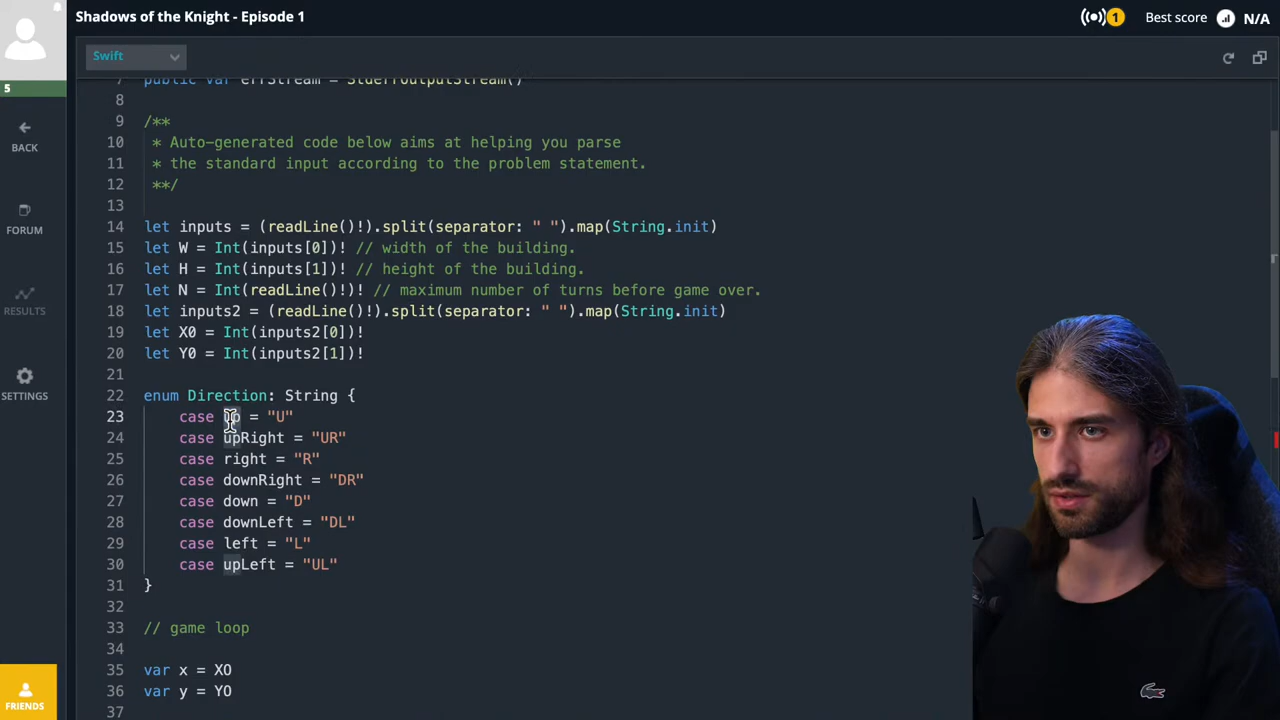 Shadows of the Knight - Episode 1
1
Best score
N/A
Swift
5
BACK
FORUM
RESULTS
SETTINGS
FRIENDS
7 public var errStream = StderrOutputStream()
8
9 /**
10 * Auto-generated code below aims at helping you parse
11 * the standard input according to the problem statement.
12 **/
13
14 let inputs = (readLine()!).split(separator: " ").map(String.init)
15 let W = Int(inputs[0])! // width of the building.
16 let H = Int(inputs[1])! // height of the building.
17 let N = Int(readLine()!)! // maximum number of turns before game over.
18 let inputs2 = (readLine()!).split(separator: " ").map(String.init)
19 let X0 = Int(inputs2[0])!
20 let Y0 = Int(inputs2[1])!
21
22 enum Direction: String {
23 case up = "U"
24 case upRight = "UR"
25 case right = "R"
26 case downRight = "DR"
27 case down = "D"
28 case downLeft = "DL"
29 case left = "L"
30 case upLeft = "UL"
31 }
32
33 // game loop
34
35 var x = XO
36 var y = YO
37